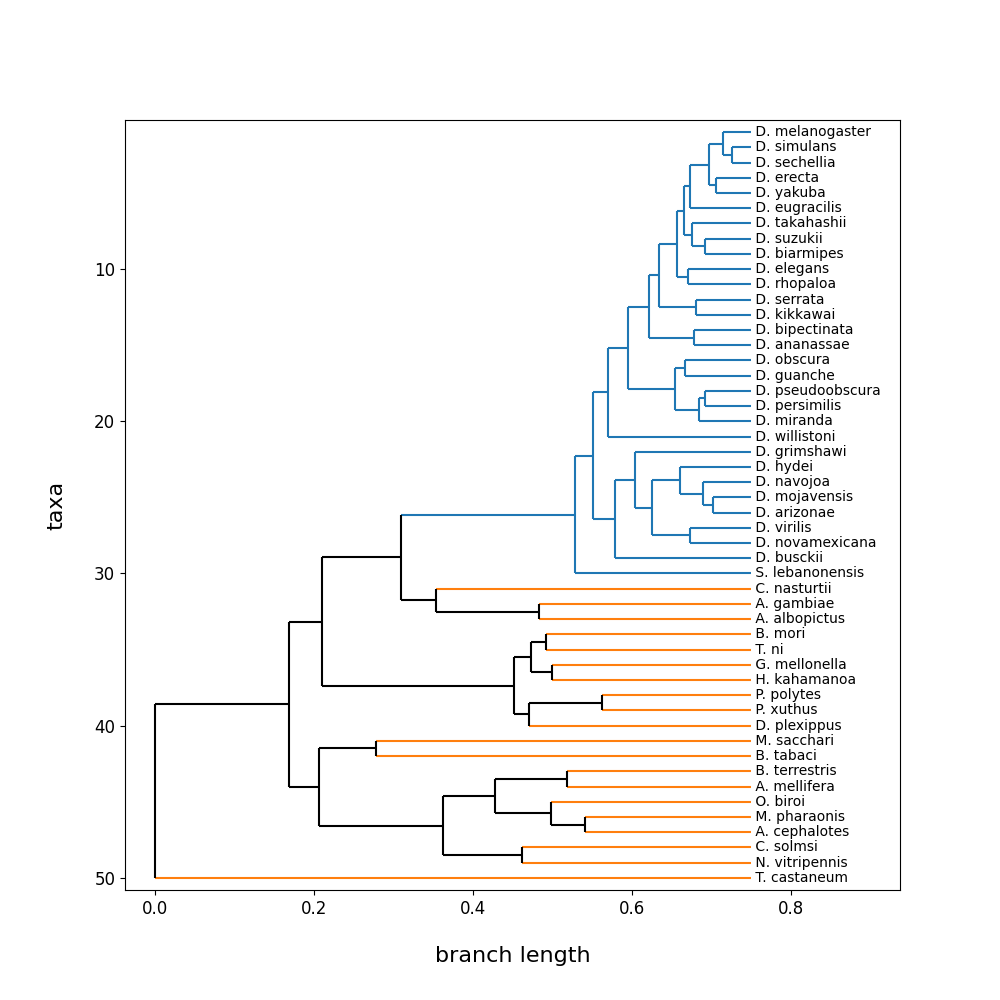 D. melanogaster
D. simulans
D. sechellia
D. erecta
D. yakuba
D. eugracilis
D. takahashii
D. suzukii
D. biarmipes
10
D. elegans
D. rhopaloa
D. serrata
D. kikkawai
D. bipectinata
D. ananassae
D. obscura
D. guanche
D. pseudoobscura
D. persimilis
20
D. miranda
D. willistoni
D. grimshawi
D. hydei
D. navojoa
D. mojavensis
D. arizonae
taxa
D. virilis
D. novamexicana
D. busckii
30
S. lebanonensis
C. nasturtii
A. gambiae
A. albopictus
B. mori
T. ni
G. mellonella
H. kahamanoa
P. polytes
P. xuthus
40
D. plexippus
M. sacchari
B. tabaci
B. terrestris
A. mellifera
O. biroi
M. pharaonis
A. cephalotes
C. solmsi
N. vitripennis
50
T. castaneum
0.0 0.2 0.4 0.6 0.8
branch length